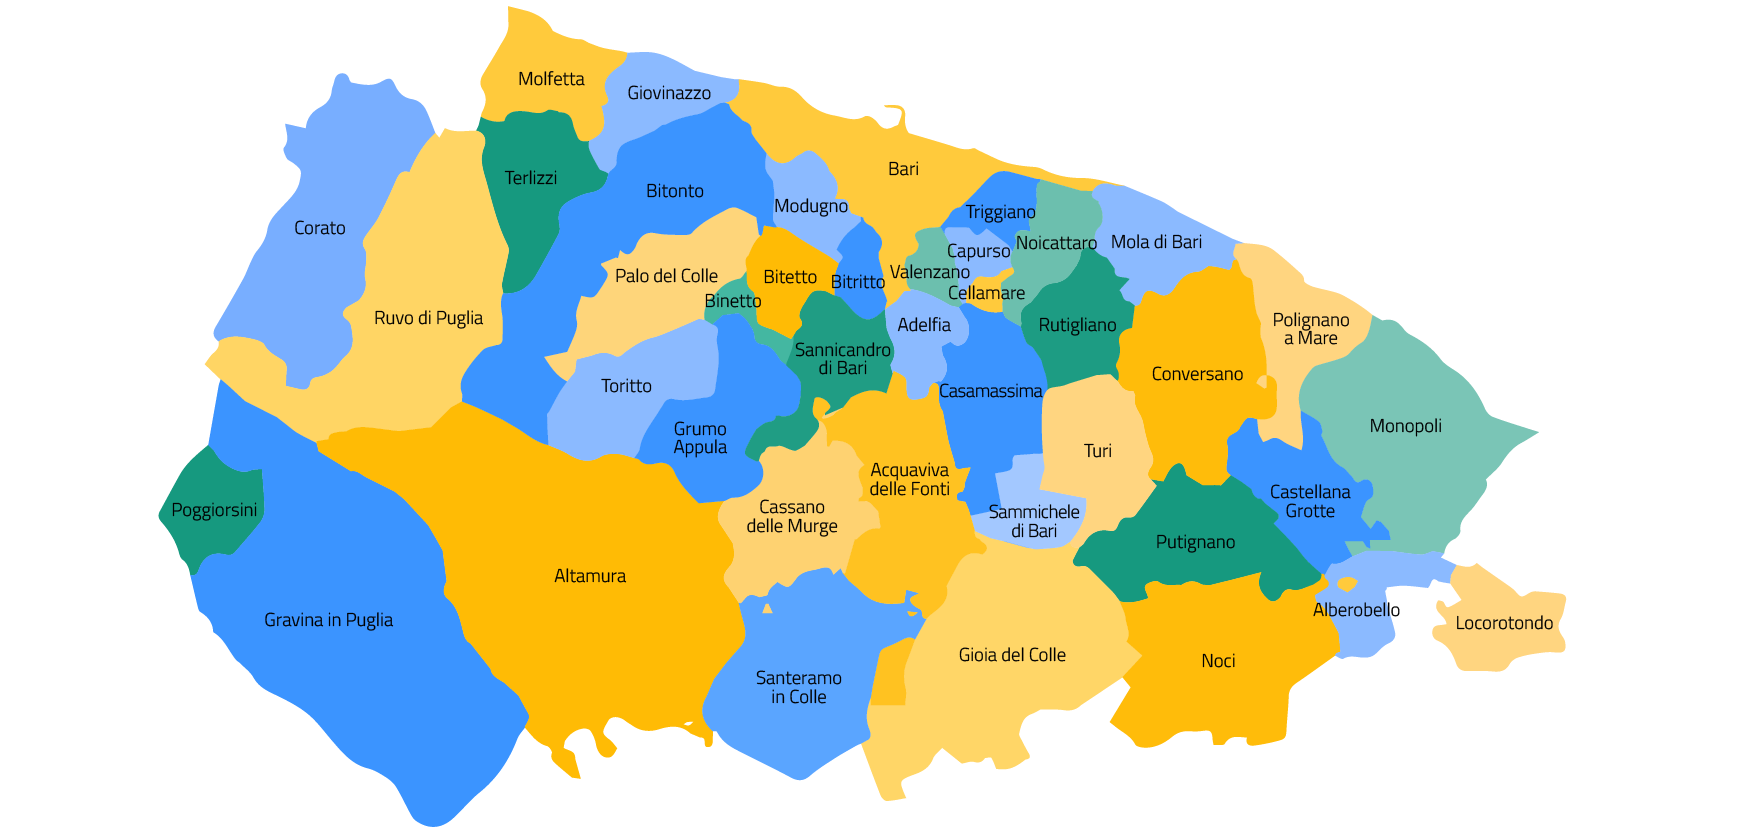 Molfetta
Giovinazzo
Bari
Terlizzi
Bitonto
Modugno
Triggiano
Corato
Noicattaro
Mola di Bari
Capurso
Valenzano
Palo del Colle
Bitetto
Bitritto
Cellamare
Binetto
Ruvo di Puglia
Adelfia
Rutigliano
Polignano
a Mare
Sannicandro
di Bari
Conversano
Toritto
Casamassima
Monopoli
Grumo
Appula
Turi
Acquaviva
delle Fonti
Castellana
Grotte
Poggiorsini
Cassano
delle Murge
Sammichele
di Bari
Putignano
Altamura
Alberobello
Gravina in Puglia
Locorotondo
Gioia del Colle
Noci
Santeramo
in Colle